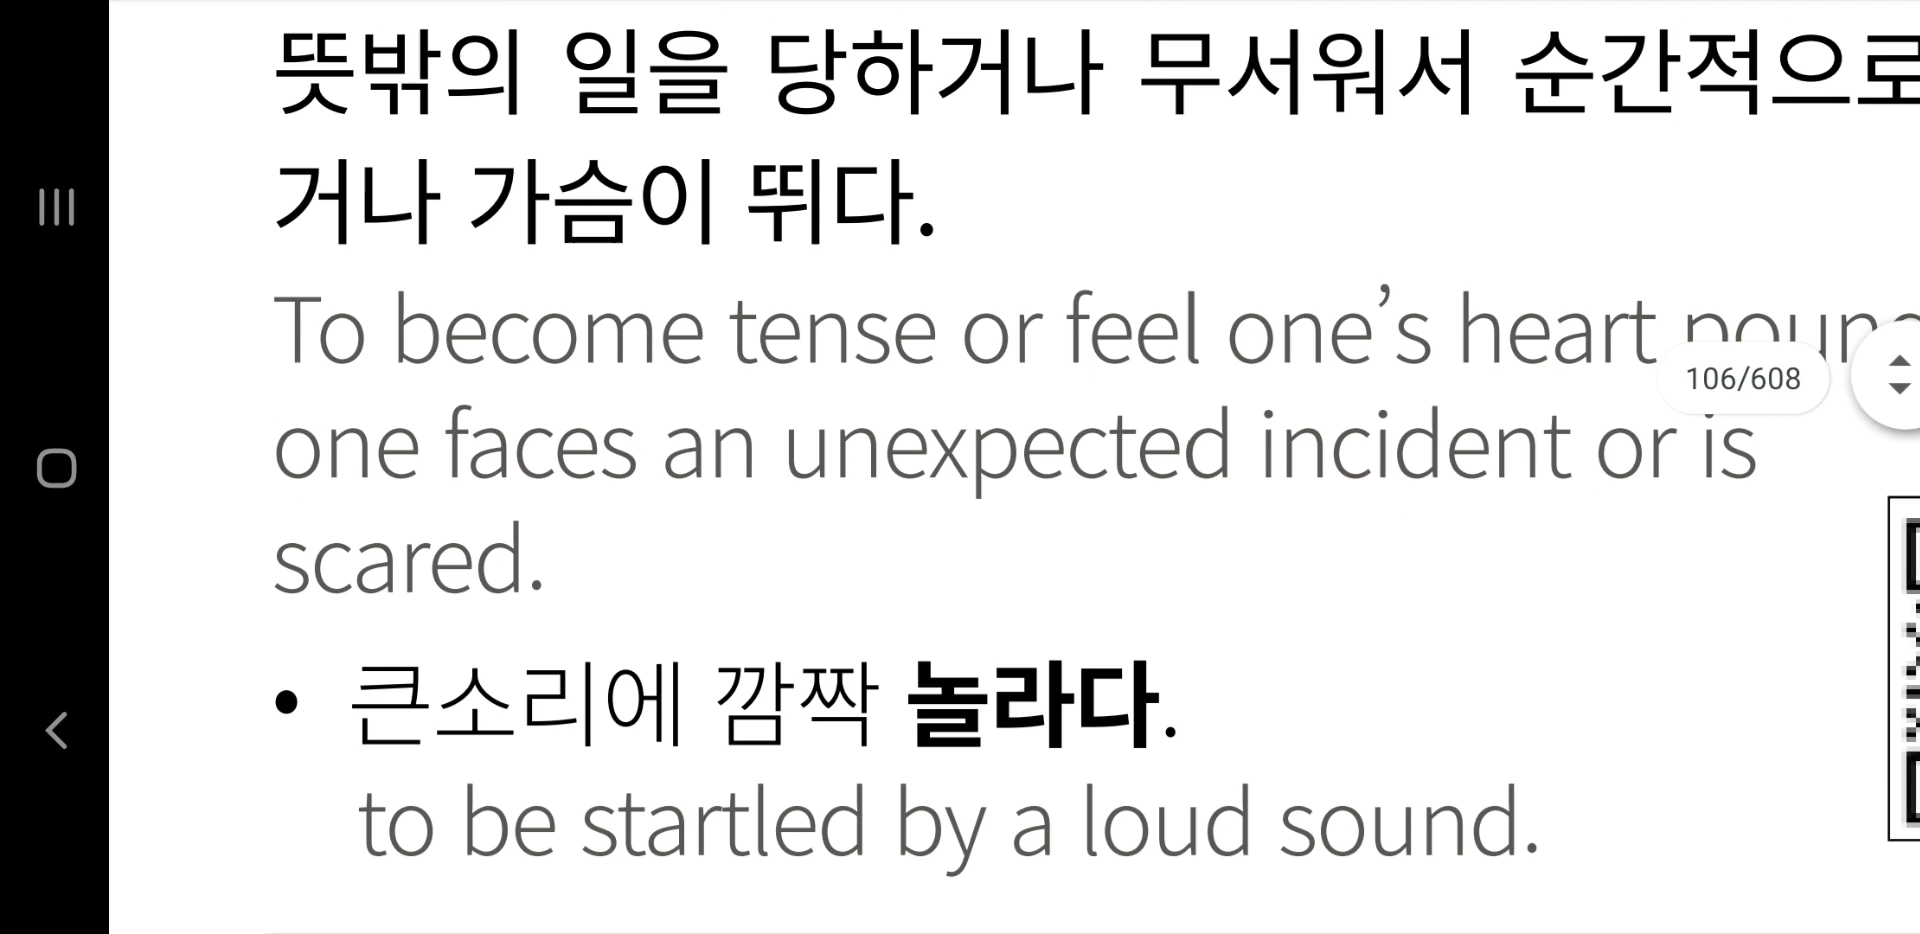 뜻밖의 일을 당하거나 무서워서 순간적으로
거나 가슴이 뛰다.
To become tense or feel one’s heart
106/608
one faces an unexpected incident or is
scared.
• 큰소리에 깜짝 놀라다.
to be startled by a loud sound.